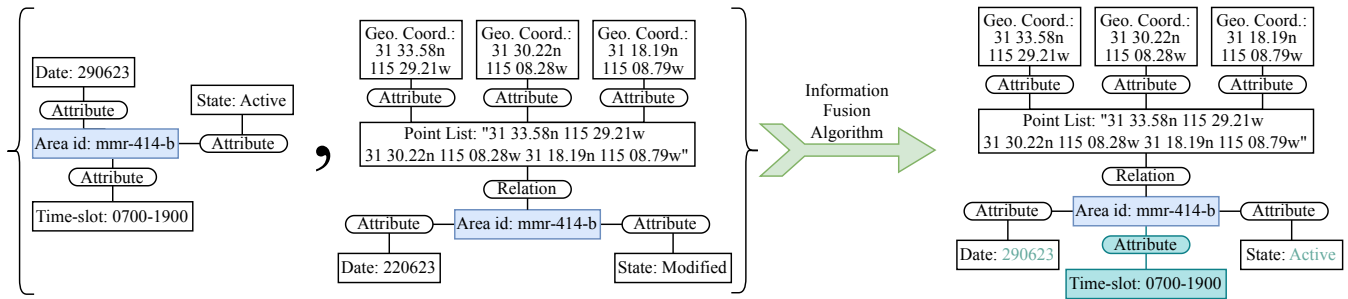 Date: 290623
Attribute
State: Active
Area id: mmr-414-b
Attribute
Attribute
Time-slot: 0700-1900
,
Geo. Coord.:
31 33.58n
115 29.21w
Geo. Coord.:
31 30.22n
115 08.28w
Geo. Coord.:
31 18.19n
115 08.79w
Attribute
Attribute
Attribute
Point List: "31 33.58n 115 29.21w
31 30.22n 115 08.28w 31 18.19n 115 08.79w"
Relation
Attribute
Area id: mmr-414-b
Attribute
Date: 220623
State: Modified
Information
Fusion
Algorithm
Geo. Coord.:
31 33.58n
115 29.21w
Geo. Coord.:
31 30.22n
115 08.28w
Geo. Coord.:
31 18.19n
115 08.79w
Attribute
Attribute
Attribute
Point List: "31 33.58n 115 29.21w
31 30.22n 115 08.28w 31 18.19n 115 08.79w"
Relation
Attribute
Area id: mmr-414-b
Attribute
Attribute
Date: 290623
State: Active
Time-slot: 0700-1900